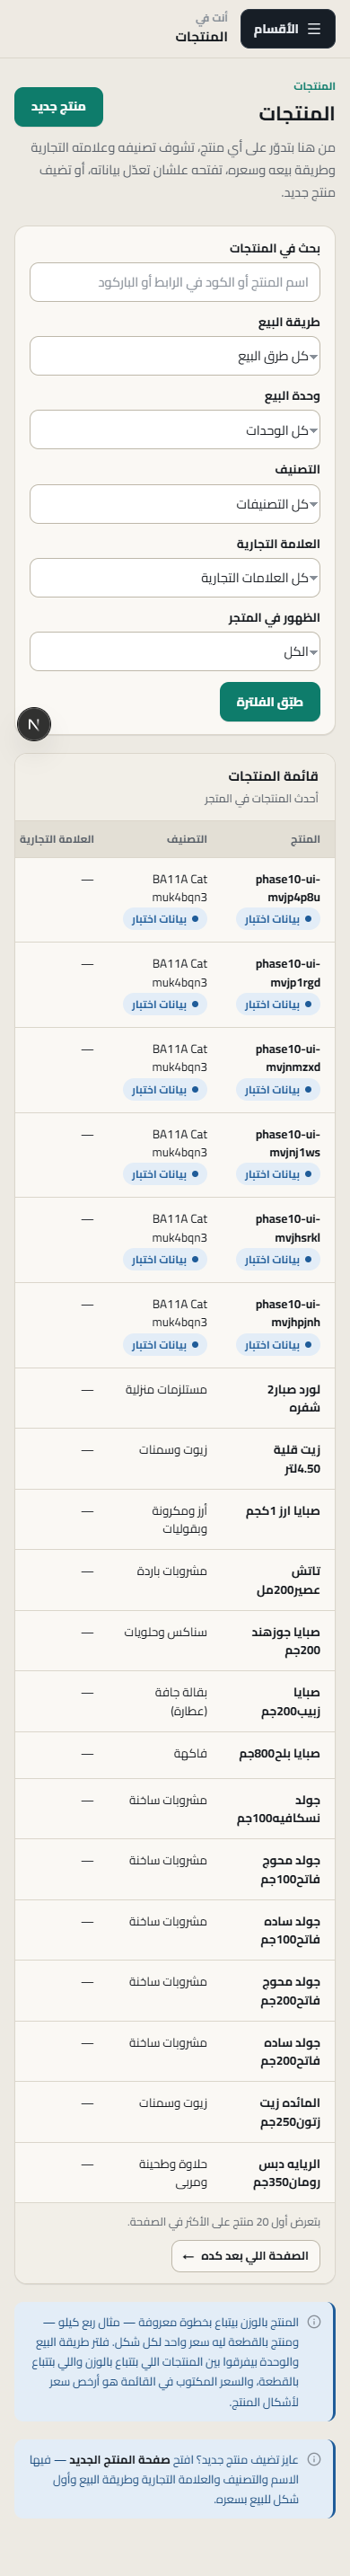 الأقسام
أنت في
المنتجات
المنتجات
المنتجات
منتج جديد
من هنا بتدوّر على أي منتج، تشوف تصنيفه وعلامته التجارية
وطريقة بيعه وسعره، تفتحه علشان تعدّل بياناته، أو تضيف
منتج جديد.
بحث في المنتجات
اسم المنتج أو الكود في الرابط أو الباركود
طريقة البيع
كل طرق البيع
وحدة البيع
كل الوحدات
التصنيف
كل التصنيفات
العلامة التجارية
كل العلامات التجارية
الظهور في المتجر
الكل
طبّق الفلترة
N
قائمة المنتجات
أحدث المنتجات في المتجر
المنتج التصنيف العلامة التجارية
phase10-ui- BA11A Cat —
mvjp4p8u muk4bqn3
بيانات اختبار بيانات اختبار
phase10-ui- BA11A Cat —
mvjp1rgd muk4bqn3
بيانات اختبار بيانات اختبار
phase10-ui- BA11A Cat —
mvjnmzxd muk4bqn3
بيانات اختبار بيانات اختبار
phase10-ui- BA11A Cat —
mvjnj1ws muk4bqn3
بيانات اختبار بيانات اختبار
phase10-ui- BA11A Cat —
mvjhsrkl muk4bqn3
بيانات اختبار بيانات اختبار
phase10-ui- BA11A Cat —
mvjhpjnh muk4bqn3
بيانات اختبار بيانات اختبار
لورد صبار2 مستلزمات منزلية —
شفره
زيت قلية زيوت وسمنات —
4.50لتر
صبايا ارز 1كجم أرز ومكرونة —
وبقوليات
تاتش مشروبات باردة —
عصير200مل
صبايا جوزهند سناكس وحلويات —
200جم
صبايا بقالة جافة —
زبيب200جم (عطارة)
صبايا بلح800جم فاكهة —
جولد مشروبات ساخنة —
نسكافيه100جم
جولد محوج مشروبات ساخنة —
فاتح100جم
جولد ساده مشروبات ساخنة —
فاتح100جم
جولد محوج مشروبات ساخنة —
فاتح200جم
جولد ساده مشروبات ساخنة —
فاتح200جم
المائده زيت زيوت وسمنات —
زتون250جم
الريايه دبس حلاوة وطحينة —
رومان350جم ومربى
بتعرض أول 20 منتج على الأكثر في الصفحة.
الصفحة اللي بعد كده ←
المنتج بالوزن بيتباع بخطوة معروفة — مثال ربع كيلو —
ومنتج بالقطعة ليه سعر واحد لكل شكل. فلتر طريقة البيع
والوحدة بيفرقوا بين المنتجات اللي بتتباع بالوزن واللي بتتباع
بالقطعة، والسعر المكتوب في القائمة هو أرخص سعر
لأشكال المنتج.
عايز تضيف منتج جديد؟ افتح صفحة المنتج الجديد — فيها
الاسم والتصنيف والعلامة التجارية وطريقة البيع وأول
شكل للبيع بسعره.